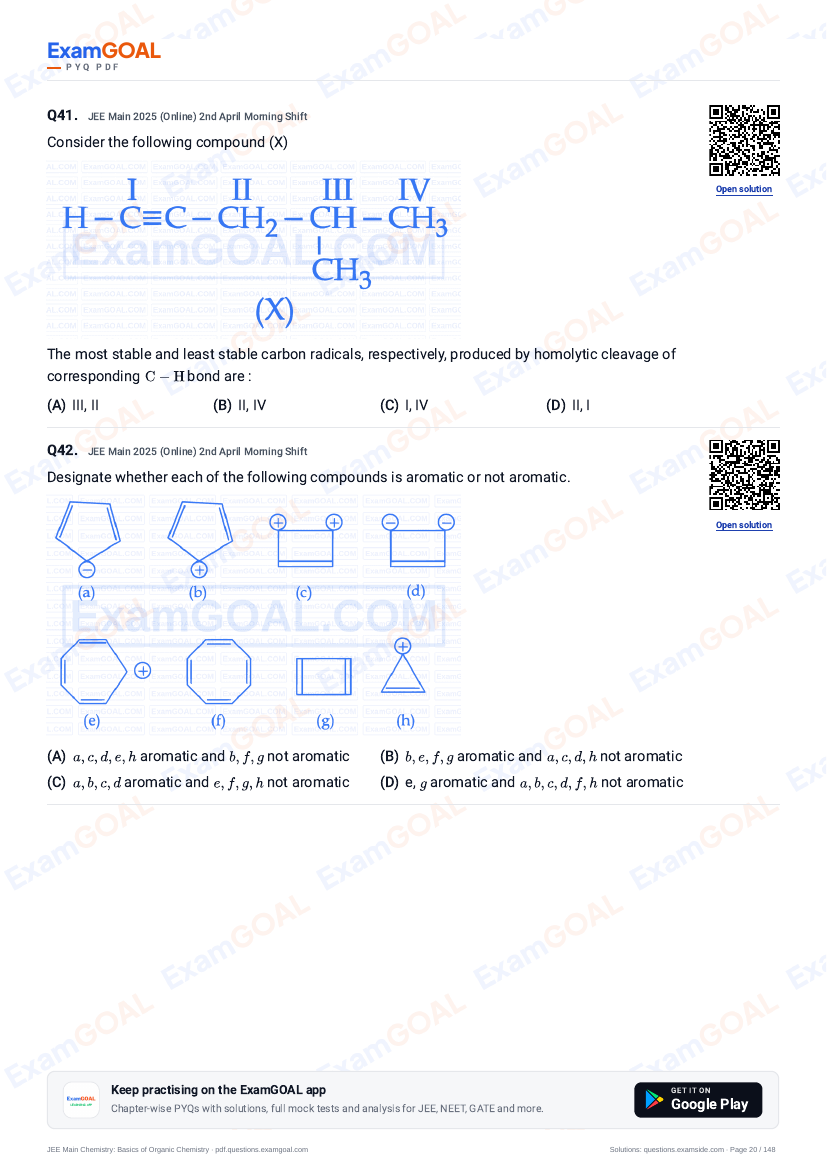 ExamGOAL
PYQ PDF
Q41. JEE Main 2025 (Online) 2nd April Morning Shift
Consider the following compound (X)
Open solution
I II III IV
H – C≡C – CH₂ – CH – CH₃
|
CH₃
(X)
ExamGOAL.COM
The most stable and least stable carbon radicals, respectively, produced by homolytic cleavage of
corresponding C – H bond are :
(A) III, II (B) II, IV (C) I, IV (D) II, I
Q42. JEE Main 2025 (Online) 2nd April Morning Shift
Designate whether each of the following compounds is aromatic or not aromatic.
Open solution
⊕ ⊕ ⊖ ⊖
⊖ ⊕
(a) (b) (c) (d)
ExamGOAL.COM
⊕ ⊕
(e) (f) (g) (h)
(A) a, c, d, e, h aromatic and b, f, g not aromatic (B) b, e, f, g aromatic and a, c, d, h not aromatic
(C) a, b, c, d aromatic and e, f, g, h not aromatic (D) e, g aromatic and a, b, c, d, f, h not aromatic
Keep practising on the ExamGOAL app
Chapter-wise PYQs with solutions, full mock tests and analysis for JEE, NEET, GATE and more.
GET IT ON
Google Play
JEE Main Chemistry: Basics of Organic Chemistry · pdf.questions.examgoal.com Solutions: questions.examside.com · Page 20 / 148